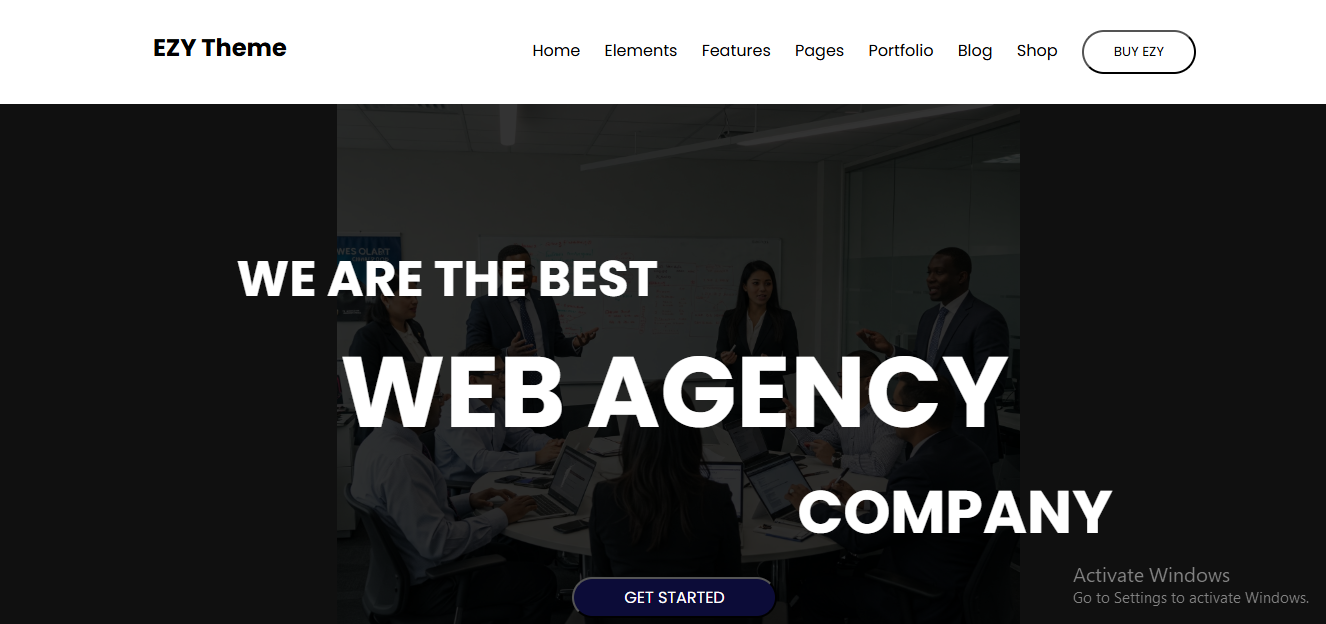 EZY Theme
Home Elements Features Pages Portfolio Blog Shop BUY EZY
WE ARE THE BEST
WEB AGENCY
COMPANY
GET STARTED
Activate Windows
Go to Settings to activate Windows.